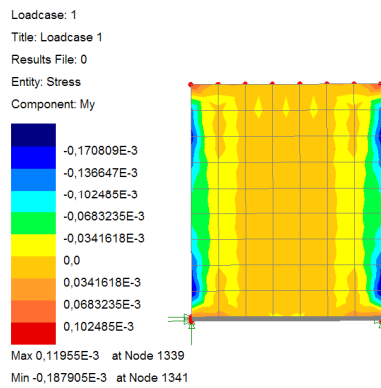 Loadcase: 1
Title: Loadcase 1
Results File: 0
Entity: Stress
Component: My
-0,170809E-3
-0,136647E-3
-0,102485E-3
-0,0683235E-3
-0,0341618E-3
0,0
0,0341618E-3
0,0683235E-3
0,102485E-3
Max 0,11955E-3 at Node 1339
Min -0,187905E-3 at Node 1341